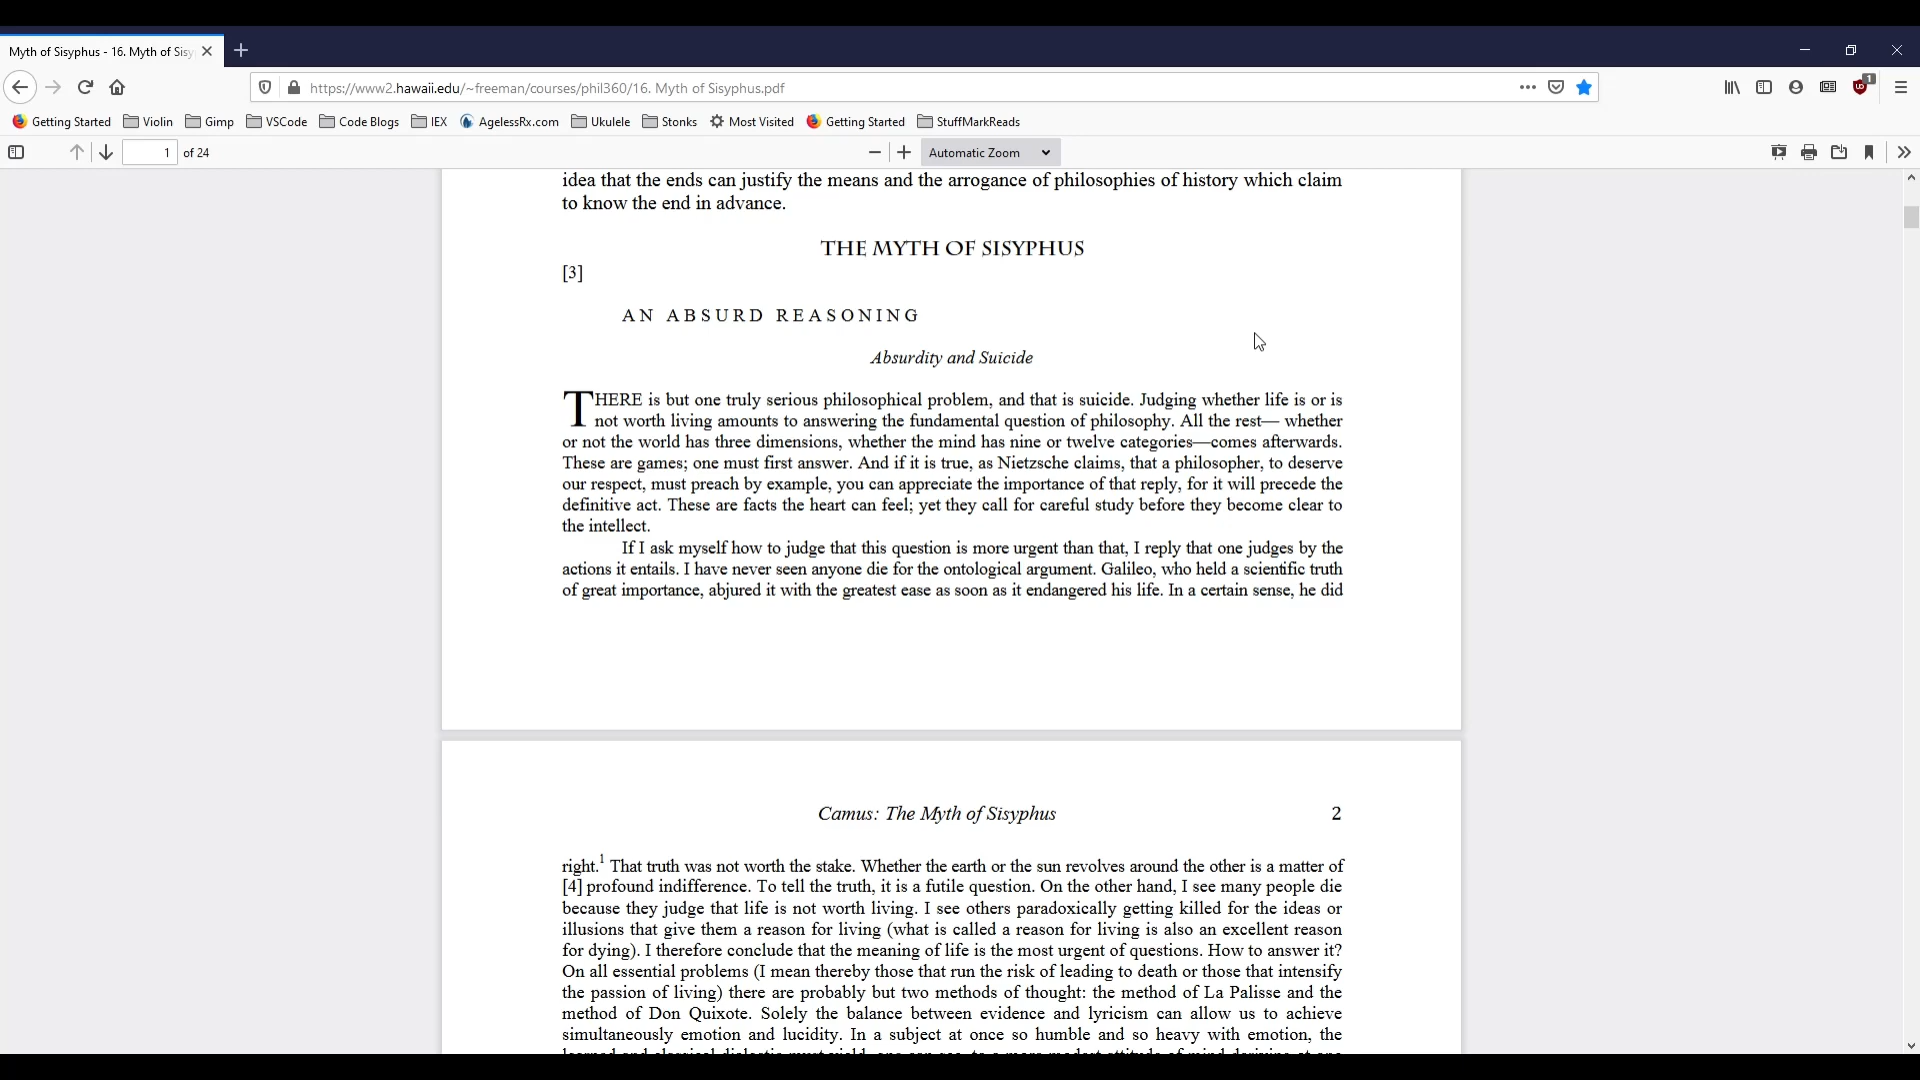 Myth of Sisyphus - 16. Myth of Sisy
https://www2.hawaii.edu/~freeman/courses/phil360/16. Myth of Sisyphus.pdf
1
Getting Started Violin Gimp VSCode Code Blogs IEX AgelessRx.com Ukulele Stonks Most Visited Getting Started StuffMarkReads
1 of 24 Automatic Zoom
idea that the ends can justify the means and the arrogance of philosophies of history which claim
to know the end in advance.
THE MYTH OF SISYPHUS
[3]
AN ABSURD REASONING
Absurdity and Suicide
THERE is but one truly serious philosophical problem, and that is suicide. Judging whether life is or is
not worth living amounts to answering the fundamental question of philosophy. All the rest— whether
or not the world has three dimensions, whether the mind has nine or twelve categories—comes afterwards.
These are games; one must first answer. And if it is true, as Nietzsche claims, that a philosopher, to deserve
our respect, must preach by example, you can appreciate the importance of that reply, for it will precede the
definitive act. These are facts the heart can feel; yet they call for careful study before they become clear to
the intellect.
If I ask myself how to judge that this question is more urgent than that, I reply that one judges by the
actions it entails. I have never seen anyone die for the ontological argument. Galileo, who held a scientific truth
of great importance, abjured it with the greatest ease as soon as it endangered his life. In a certain sense, he did
Camus: The Myth of Sisyphus 2
right.1 That truth was not worth the stake. Whether the earth or the sun revolves around the other is a matter of
[4] profound indifference. To tell the truth, it is a futile question. On the other hand, I see many people die
because they judge that life is not worth living. I see others paradoxically getting killed for the ideas or
illusions that give them a reason for living (what is called a reason for living is also an excellent reason
for dying). I therefore conclude that the meaning of life is the most urgent of questions. How to answer it?
On all essential problems (I mean thereby those that run the risk of leading to death or those that intensify
the passion of living) there are probably but two methods of thought: the method of La Palisse and the
method of Don Quixote. Solely the balance between evidence and lyricism can allow us to achieve
simultaneously emotion and lucidity. In a subject at once so humble and so heavy with emotion, the